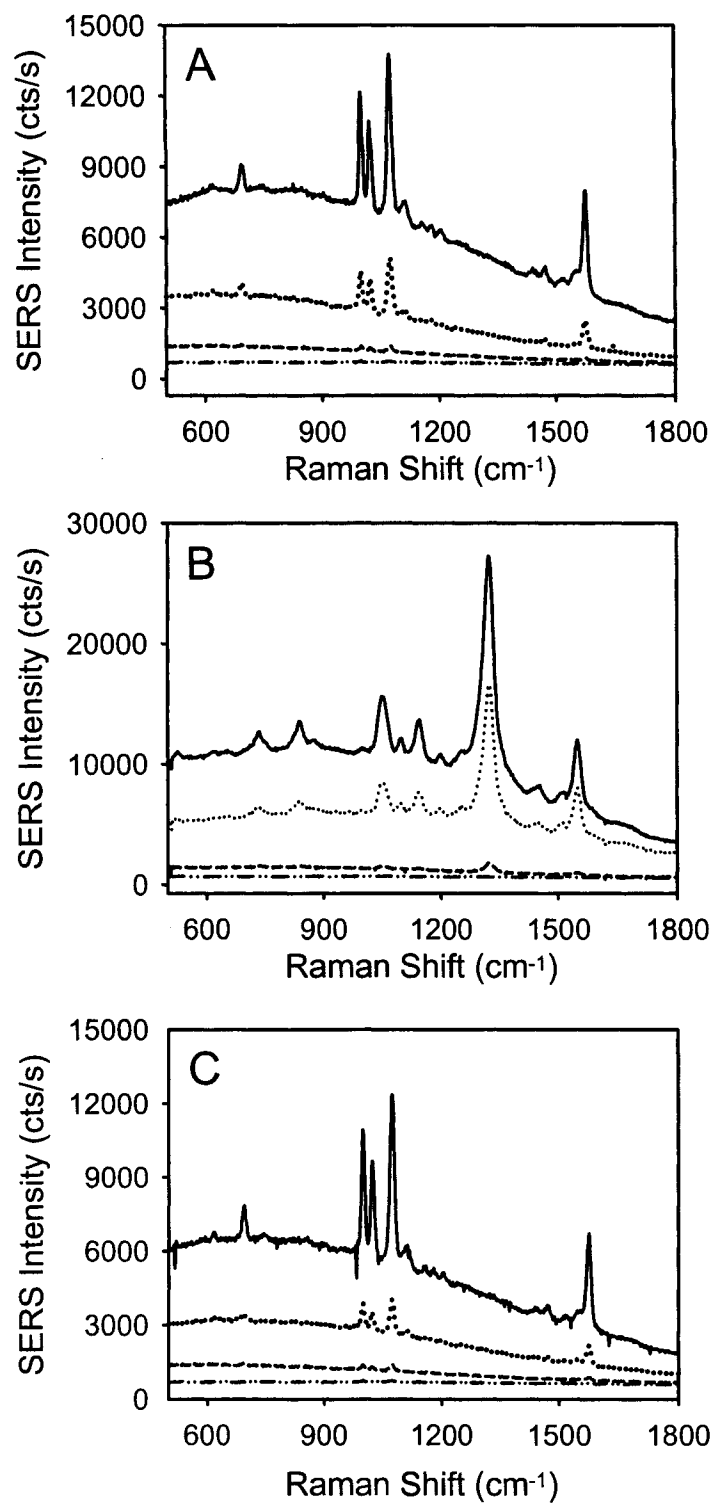 15000
A
12000
9000
6000
3000
0
SERS Intensity (cts/s)
600 900 1200 1500 1800
Raman Shift (cm-1)
30000
B
20000
10000
0
SERS Intensity (cts/s)
600 900 1200 1500 1800
Raman Shift (cm-1)
15000
C
12000
9000
6000
3000
0
SERS Intensity (cts/s)
600 900 1200 1500 1800
Raman Shift (cm-1)